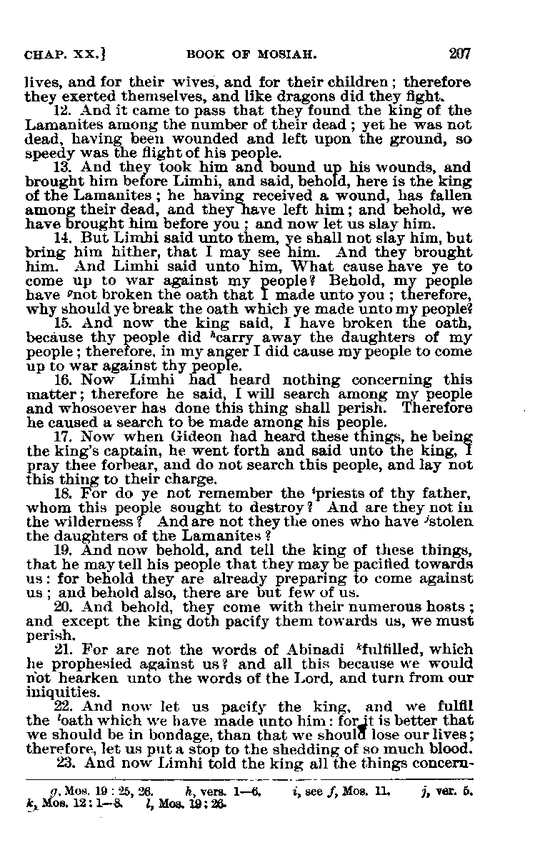 CHAP. XX.} BOOK OF MOSIAH. 207
lives, and for their wives, and for their children; therefore
they exerted themselves, and like dragons did they fight.
12. And it came to pass that they found the king of the
Lamanites among the number of their dead; yet he was not
dead, having been wounded and left upon the ground, so
speedy was the flight of his people.
13. And they took him and bound up his wounds, and
brought him before Limhi, and said, behold, here is the king
of the Lamanites; he having received a wound, has fallen
among their dead, and they have left him; and behold, we
have brought him before you; and now let us slay him.
14. But Limhi said unto them, ye shall not slay him, but
bring him hither, that I may see him. And they brought
him. And Limhi said unto him, What cause have ye to
come up to war against my people? Behold, my people
have gnot broken the oath that I made unto you; therefore,
why should ye break the oath which ye made unto my people?
15. And now the king said, I have broken the oath,
because thy people did hcarry away the daughters of my
people; therefore, in my anger I did cause my people to come
up to war against thy people.
16. Now Limhi had heard nothing concerning this
matter; therefore he said, I will search among my people
and whosoever has done this thing shall perish. Therefore
he caused a search to be made among his people.
17. Now when Gideon had heard these things, he being
the king's captain, he went forth and said unto the king, I
pray thee forbear, and do not search this people, and lay not
this thing to their charge.
18. For do ye not remember the ipriests of thy father,
whom this people sought to destroy? And are they not in
the wilderness? And are not they the ones who have jstolen
the daughters of the Lamanites?
19. And now behold, and tell the king of these things,
that he may tell his people that they may be pacified towards
us: for behold they are already preparing to come against
us; and behold also, there are but few of us.
20. And behold, they come with their numerous hosts;
and except the king doth pacify them towards us, we must
perish.
21. For are not the words of Abinadi kfulfilled, which
he prophesied against us? and all this because we would
not hearken unto the words of the Lord, and turn from our
iniquities.
22. And now let us pacify the king, and we fulfil
the loath which we have made unto him: for it is better that
we should be in bondage, than that we should lose our lives;
therefore, let us put a stop to the shedding of so much blood.
23. And now Limhi told the king all the things concern-
g, Mos. 19: 25, 26. h, vers. 1—6. i, see f, Mos. 11. j, ver. 5.
k, Mos. 12: 1—8. l, Mos. 19: 26.